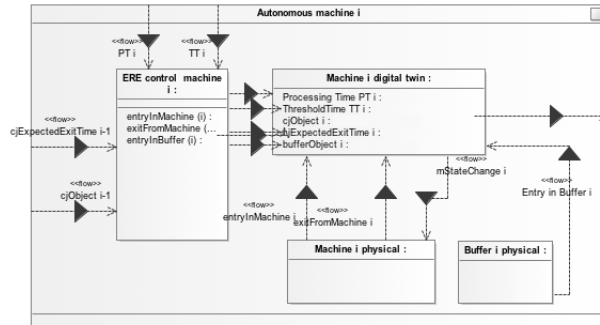 Autonomous machine i
<<flow>>
PT i
<<flow>>
TT i
ERE control machine
i :
entryInMachine (i) :
exitFromMachine (...
entryInBuffer (i) :
Machine i digital twin :
Processing Time PT i :
ThresholdTime TT i :
cjObject i :
cjExpectedExitTime i :
bufferObject i :
<<flow>>
cjExpectedExitTime i-1
<<flow>>
cjObject i-1
<<flow>>
entryInMachine i
<<flow>>
exitFromMachine i
<<flow>>
mStateChange i
<<flow>>
Entry in Buffer i
Machine i physical :
Buffer i physical :